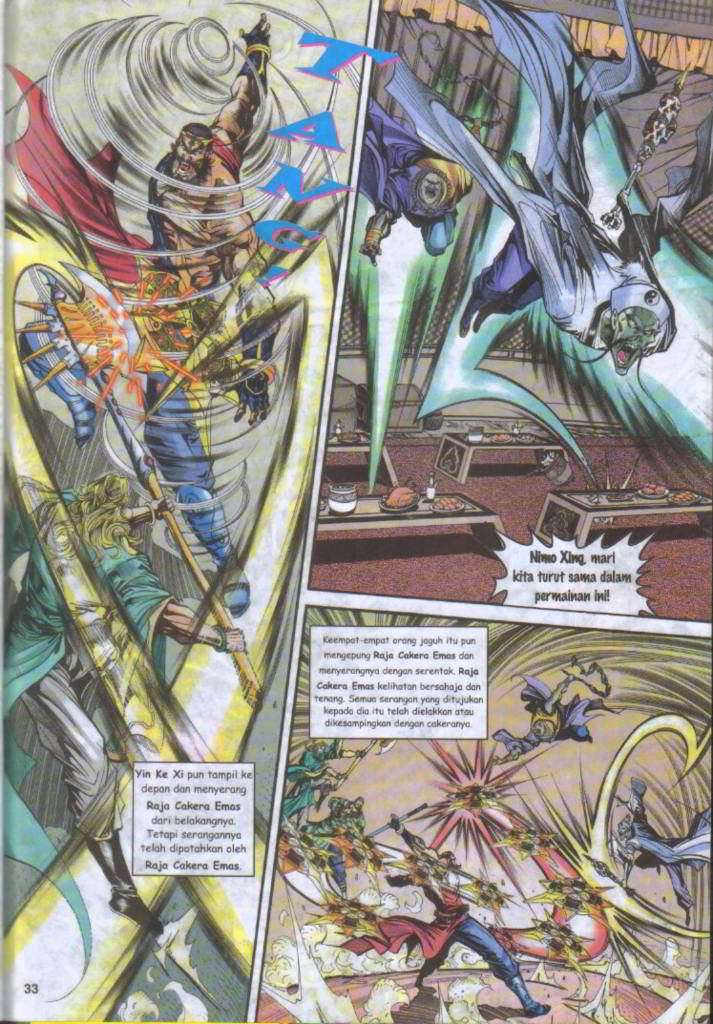 TANG!
Yin Ke Xi pun tampil ke
depan dan menyerang
Raja Cakera Emas
dari belakangnya.
Tetapi serangannya
telah dipatahkan oleh
Raja Cakera Emas.
Nimo Xing, mari
kita turut sama dalam
permainan ini!
Keempat-empat orang jaguh itu pun
mengepung Raja Cakera Emas dan
menyerangnya dengan serentak. Raja
Cakera Emas kelihatan bersahaja dan
tenang. Semua serangan yang ditujukan
kepada dia itu telah dielakkan atau
dikesampingkan dengan cakeranya.
33